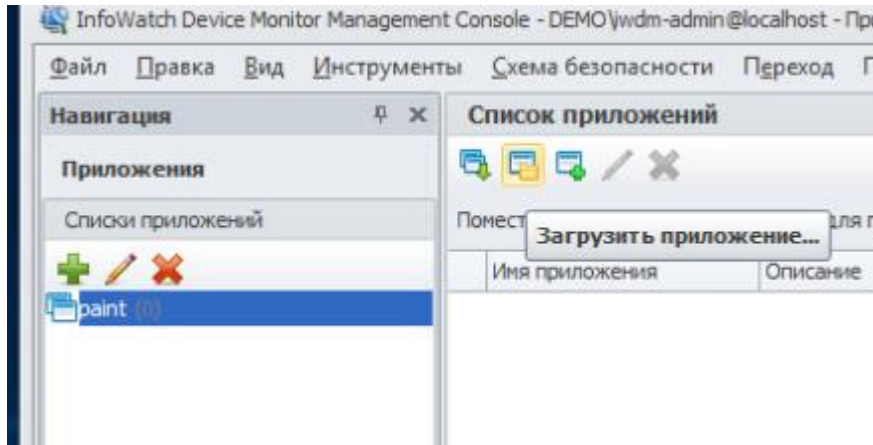 InfoWatch Device Monitor Management Console - DEMO\iwdm-admin@localhost -
Файл Правка Вид Инструменты Схема безопасности Переход
Навигация
Список приложений
Приложения
Списки приложений
Загрузить приложение...
Имя приложения Описание
paint (0)